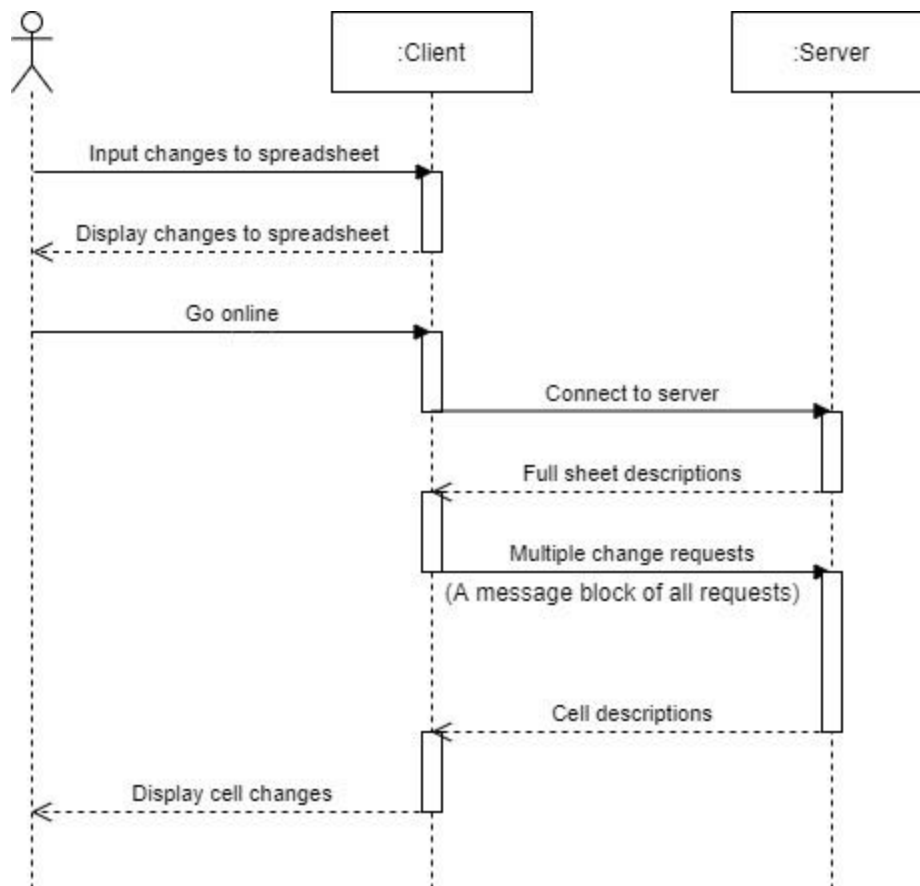 :Client
:Server
Input changes to spreadsheet
Display changes to spreadsheet
Go online
Connect to server
Full sheet descriptions
Multiple change requests
(A message block of all requests)
Cell descriptions
Display cell changes